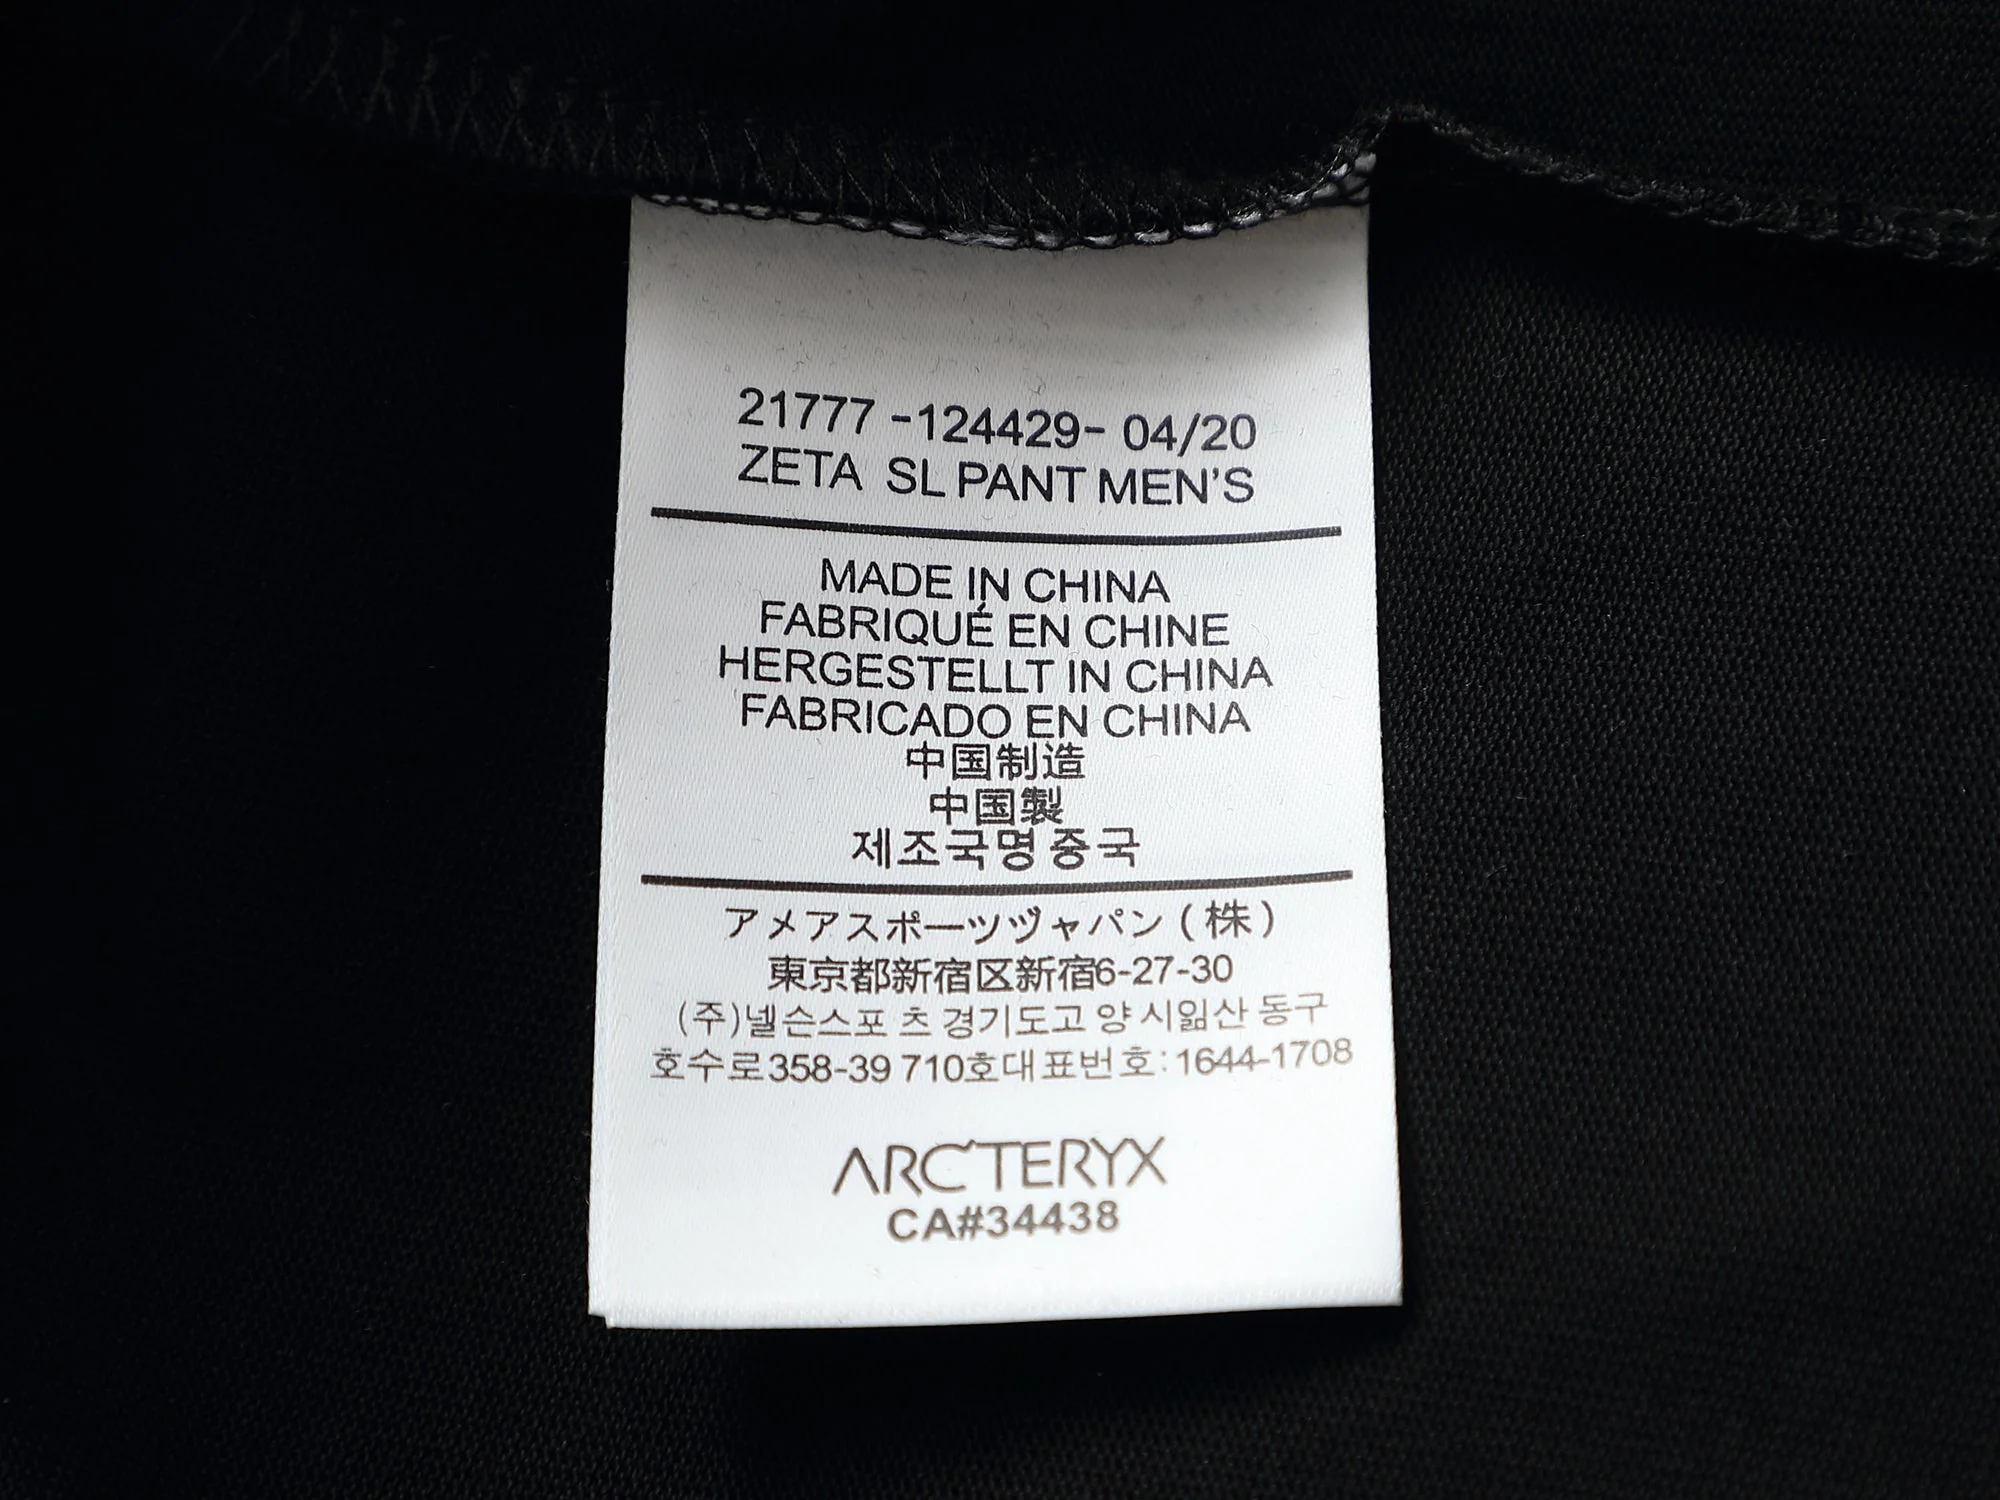 21777 -124429- 04/20
ZETA SL PANT MEN'S
MADE IN CHINA
FABRIQUÉ EN CHINE
HERGESTELLT IN CHINA
FABRICADO EN CHINA
中国制造
中国製
제조국명 중국
アメアスポーツヅャパン(株)
東京都新宿区新宿6-27-30
(주)넬슨스포 츠 경기도고 양 시잂산 동구
호수로358-39 710호대표번호: 1644-1708
ARC'TERYX
CA#34438